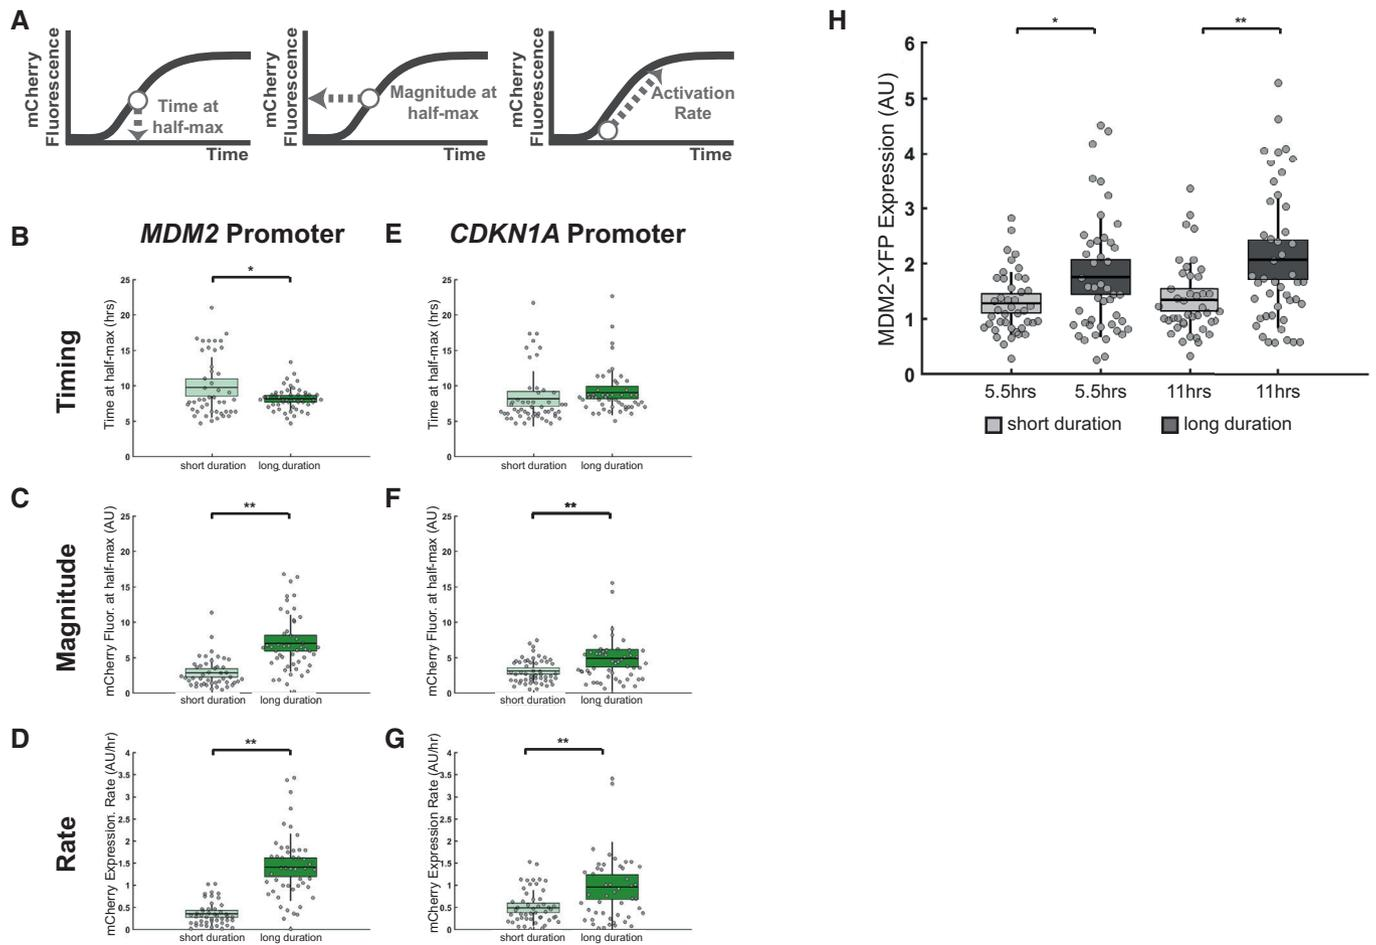 A
mCherry
Fluorescence
Time at
half-max
Time
mCherry
Fluorescence
Magnitude at
half-max
Time
mCherry
Fluorescence
Activation
Rate
Time
B
MDM2 Promoter
Timing
Time at half-max (hrs)
25
20
15
10
5
0
*
short duration
long duration
E
CDKN1A Promoter
Time at half-max (hrs)
25
20
15
10
5
0
short duration
long duration
C
Magnitude
mCherry Fluor. at half-max (AU)
25
20
15
10
5
0
**
short duration
long duration
F
mCherry Fluor. at half-max (AU)
25
20
15
10
5
0
**
short duration
long duration
D
Rate
mCherry Expression. Rate (AU/hr)
4
3.5
3
2.5
2
1.5
1
0.5
0
**
short duration
long duration
G
mCherry Expression Rate (AU/hr)
4
3.5
3
2.5
2
1.5
1
0.5
0
**
short duration
long duration
H
MDM2-YFP Expression (AU)
6
5
4
3
2
1
0
*
**
5.5hrs
5.5hrs
11hrs
11hrs
short duration
long duration